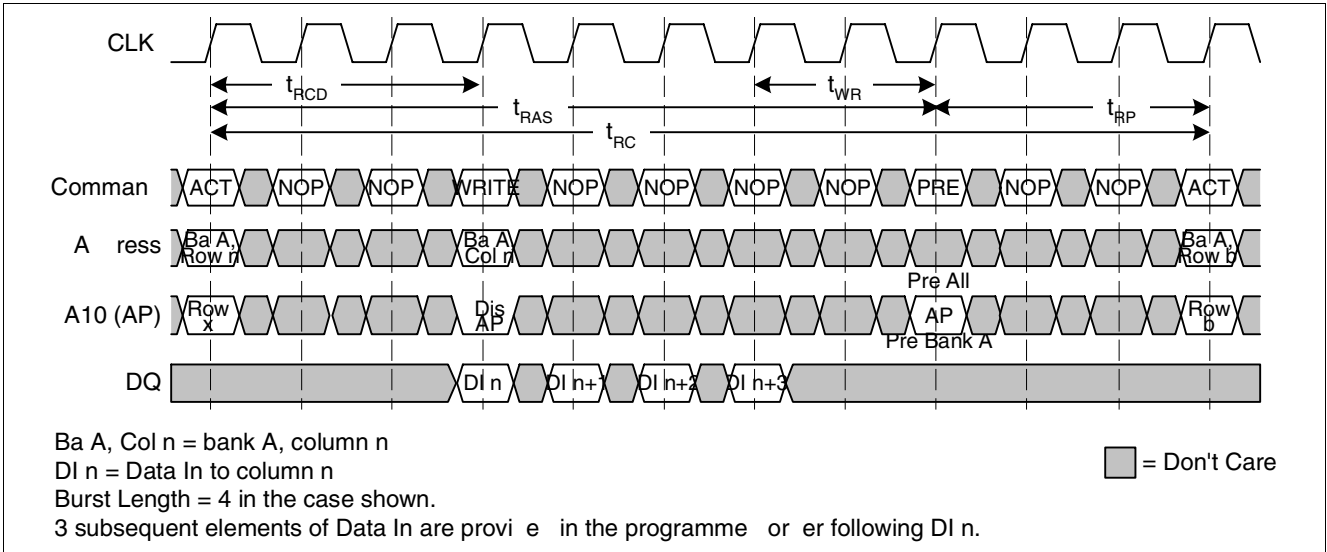 CLK
tRCD
tWR
tRAS
tRP
tRC
Comman ACT NOP NOP WRITE NOP NOP NOP NOP PRE NOP NOP ACT
A ress Ba A, Row n Ba A Col n Ba A, Row b
Pre All
A10 (AP) Row x Dis AP AP Row b
Pre Bank A
DQ DI n DI n+1 DI n+2 DI n+3
Ba A, Col n = bank A, column n
DI n = Data In to column n
= Don't Care
Burst Length = 4 in the case shown.
3 subsequent elements of Data In are provi e in the programme or er following DI n.